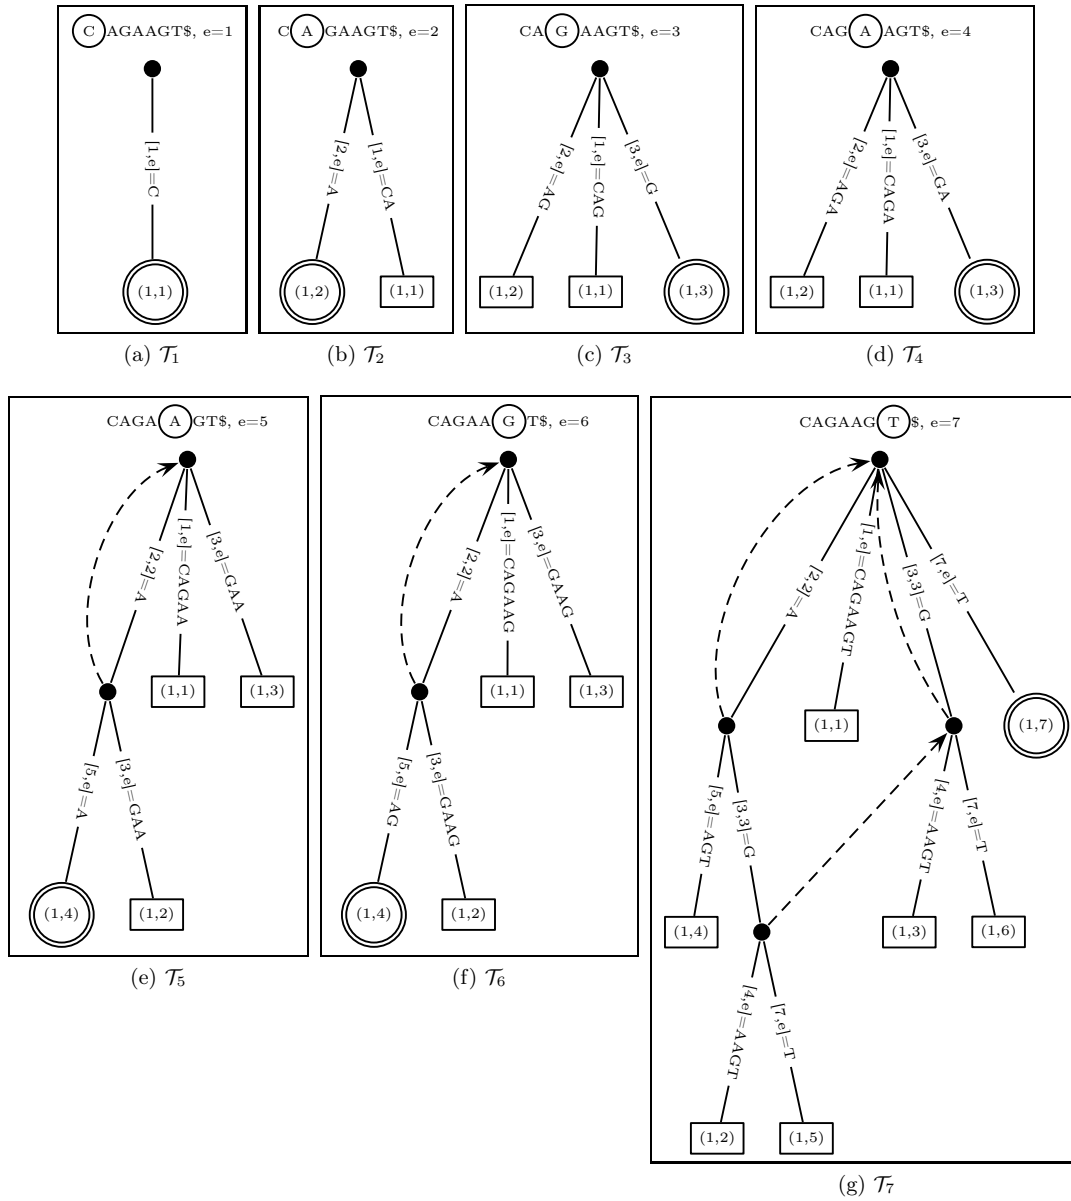 CAGAAGT$, e=1
[1,e]=C
(1,1)
(a) 𝒯1
CAGAAGT$, e=2
[2,e]=A
[1,e]=CA
(1,2)
(1,1)
(b) 𝒯2
CAGAAGT$, e=3
[2,e]=AG
[1,e]=CAG
[3,e]=G
(1,2)
(1,1)
(1,3)
(c) 𝒯3
CAGAAGT$, e=4
[2,e]=AGA
[1,e]=CAGA
[3,e]=GA
(1,2)
(1,1)
(1,3)
(d) 𝒯4
CAGAAGT$, e=5
[2,2]=A
[1,e]=CAGAA
[3,e]=GAA
(1,1)
(1,3)
[5,e]=A
[3,e]=GAA
(1,4)
(1,2)
(e) 𝒯5
CAGAAGT$, e=6
[2,2]=A
[1,e]=CAGAAG
[3,e]=GAAG
(1,1)
(1,3)
[5,e]=AG
[3,e]=GAAG
(1,4)
(1,2)
(f) 𝒯6
CAGAAGT$, e=7
[2,2]=A
[1,e]=CAGAAGT
[3,3]=G
[7,e]=T
(1,1)
(1,7)
[5,e]=AGT
[3,3]=G
[4,e]=AAGT
[7,e]=T
(1,4)
(1,3)
(1,6)
[4,e]=AAGT
[7,e]=T
(1,2)
(1,5)
(g) 𝒯7